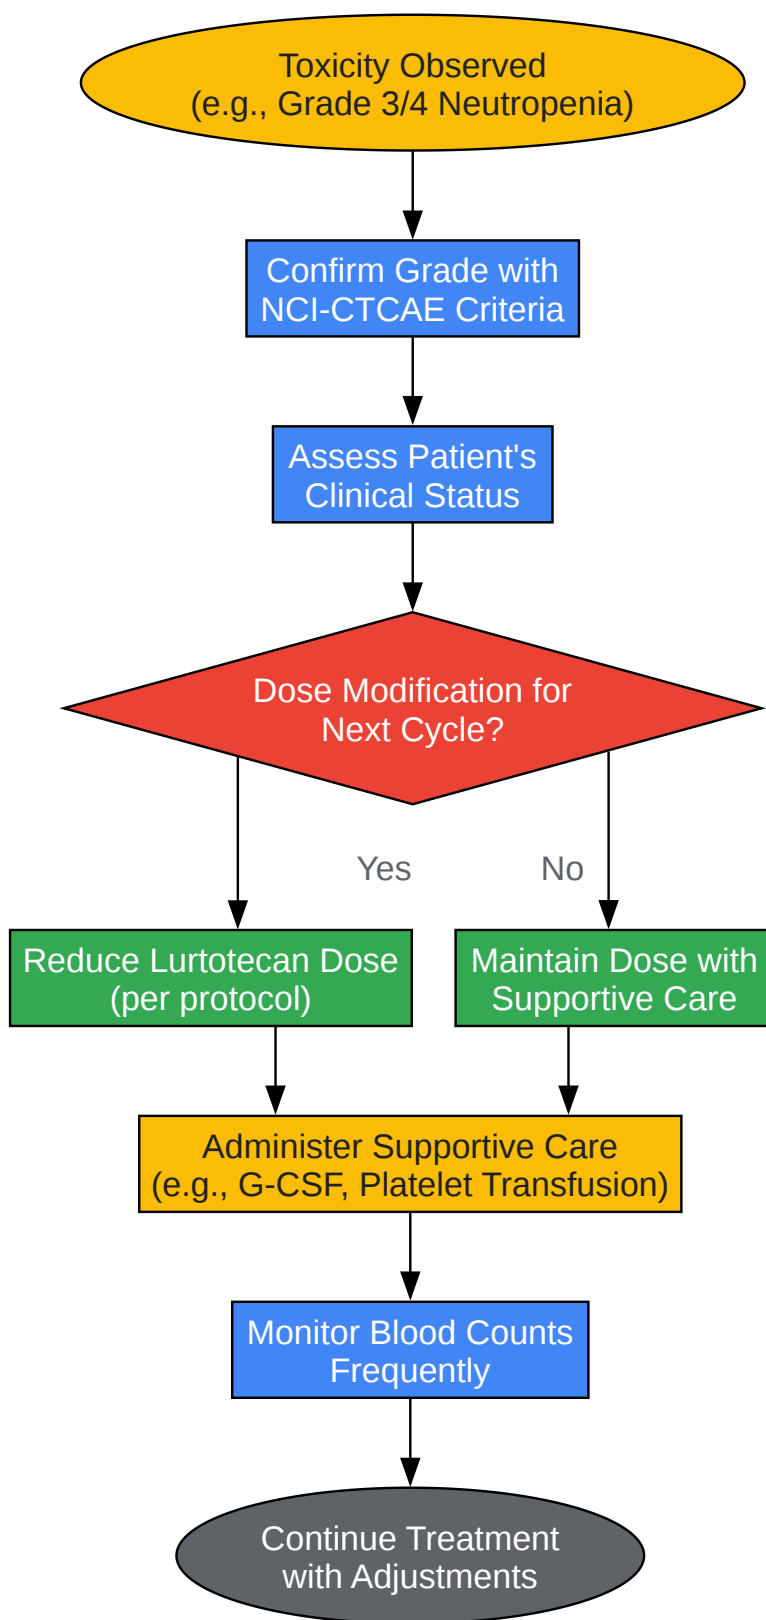 Toxicity Observed
(e.g., Grade 3/4 Neutropenia)
Confirm Grade with
NCI-CTCAE Criteria
Assess Patient's
Clinical Status
Dose Modification for
Next Cycle?
Yes
No
Reduce Lurtotecan Dose
(per protocol)
Maintain Dose with
Supportive Care
Administer Supportive Care
(e.g., G-CSF, Platelet Transfusion)
Monitor Blood Counts
Frequently
Continue Treatment
with Adjustments